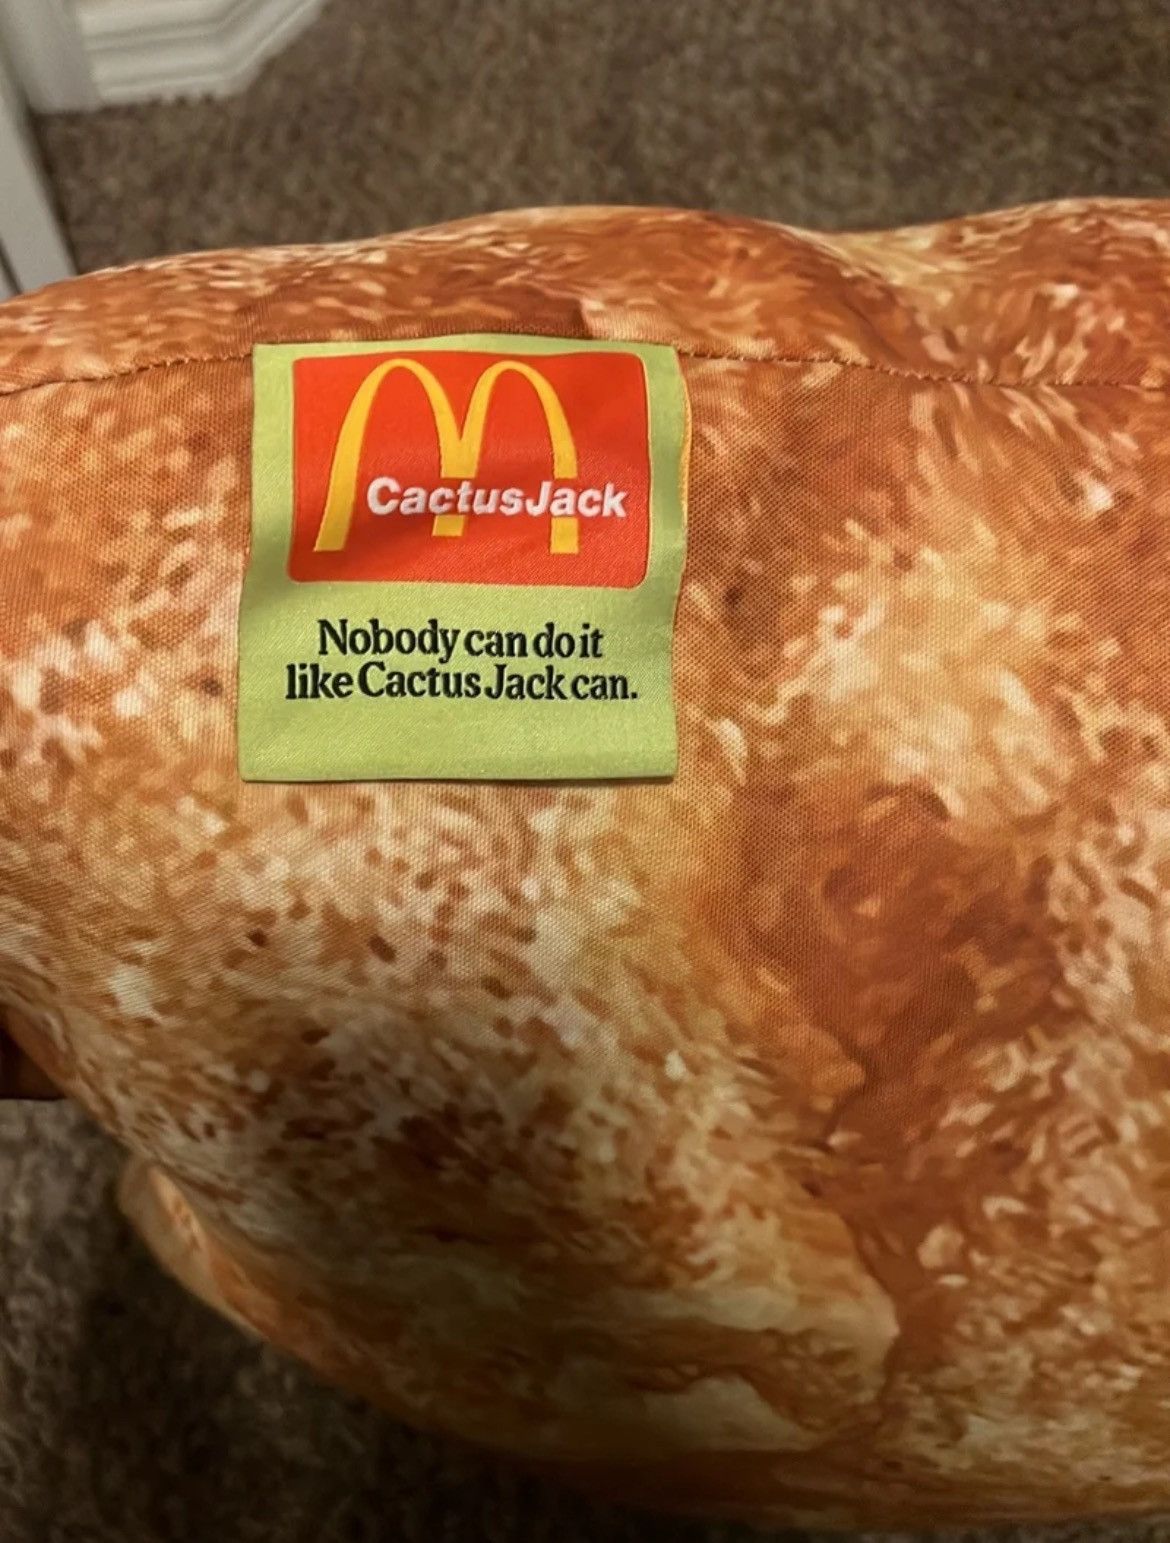 CactusJack
Nobody can do it
like Cactus Jack can.